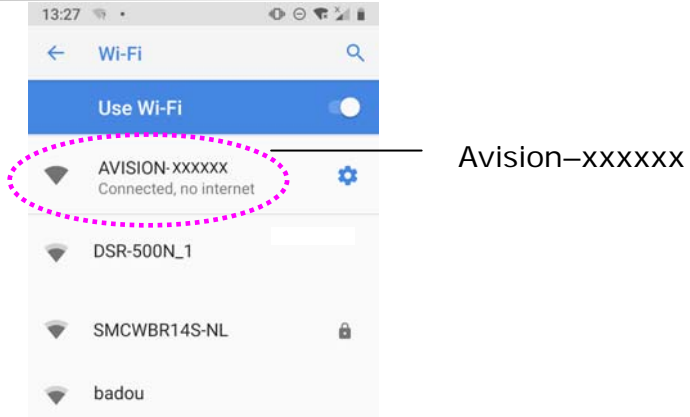 13:27
Wi-Fi
Use Wi-Fi
AVISION-xxxxxx
Connected, no internet
Avision–xxxxxx
DSR-500N_1
SMCWBR14S-NL
badou